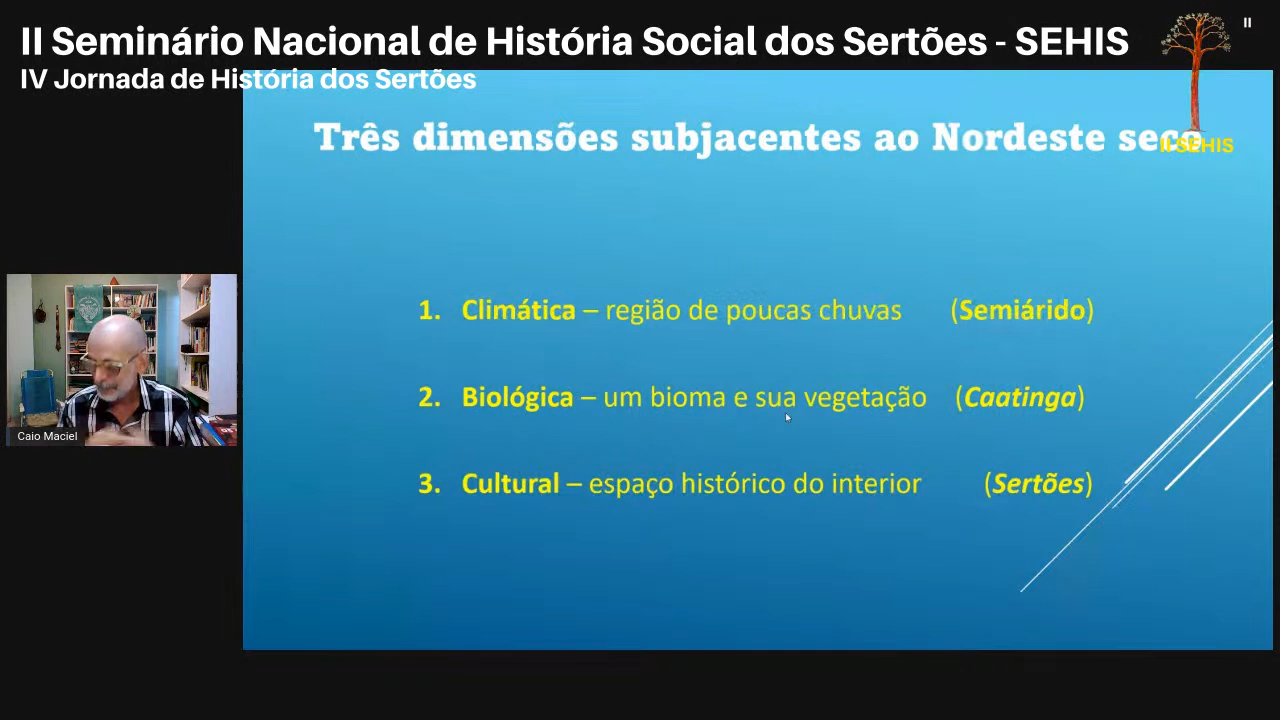 II Seminário Nacional de História Social dos Sertões - SEHIS
IV Jornada de História dos Sertões
II
II SEHIS
Três dimensões subjacentes ao Nordeste seco
1. Climática – região de poucas chuvas (Semiárido)
2. Biológica – um bioma e sua vegetação (Caatinga)
3. Cultural – espaço histórico do interior (Sertões)
Caio Maciel